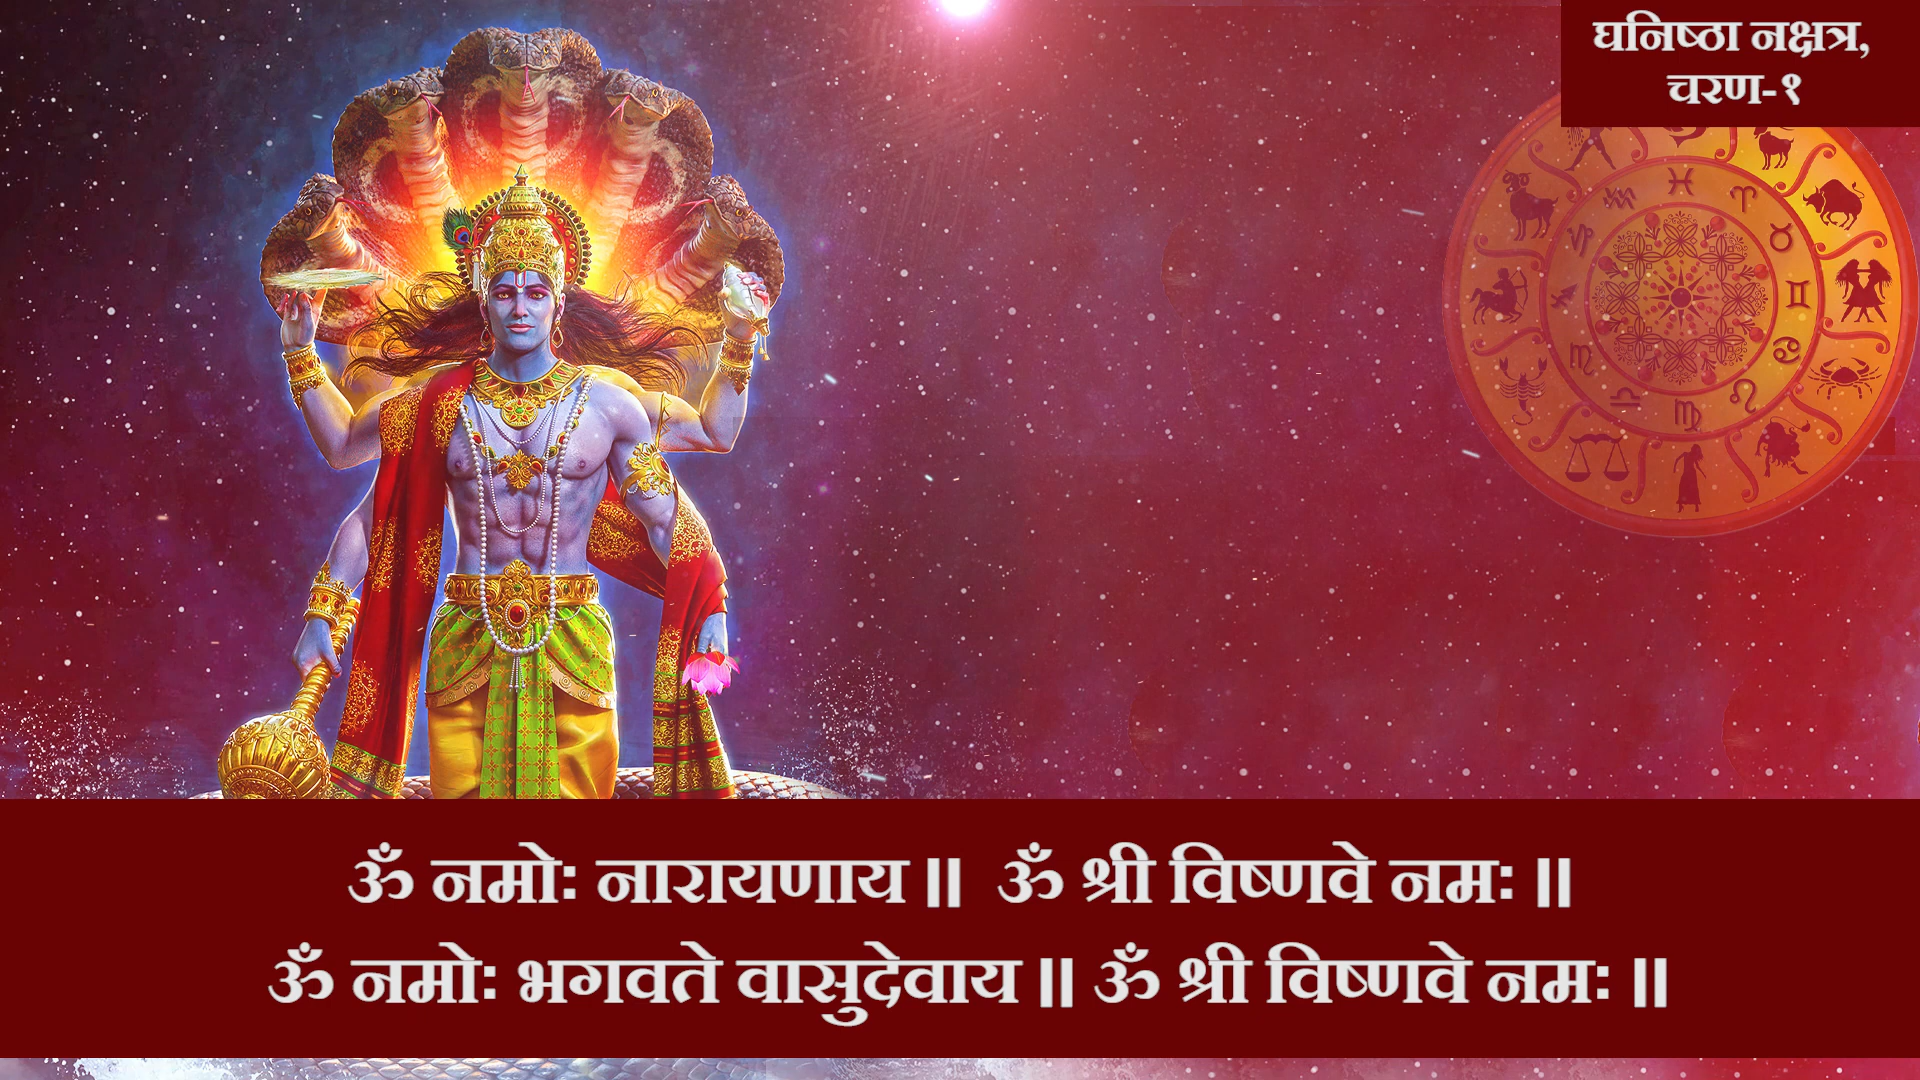 घनिष्ठा नक्षत्र,
चरण-१
ॐ नमोः नारायणाय ॥ ॐ श्री विष्णवे नमः ॥
ॐ नमोः भगवते वासुदेवाय ॥ ॐ श्री विष्णवे नमः ॥